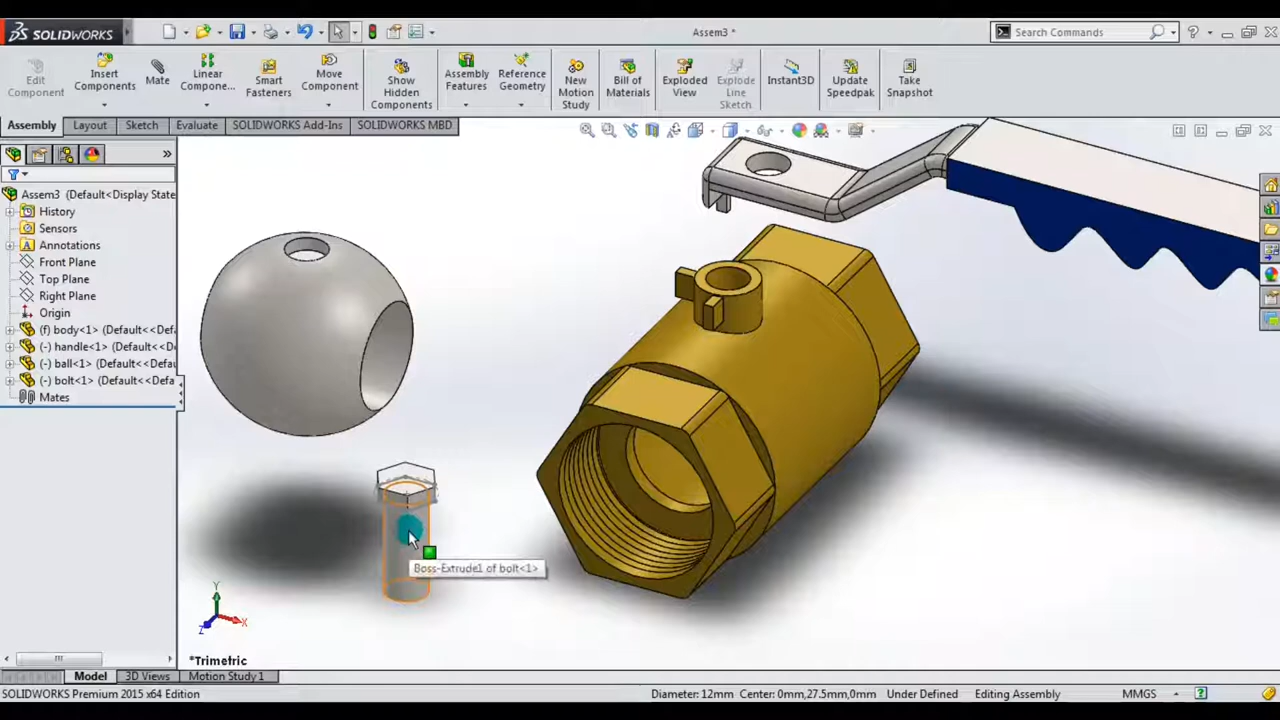 SOLIDWORKS
Assem3 *
Search Commands
Edit Component
Insert Components
Mate
Linear Compone...
Smart Fasteners
Move Component
Show Hidden Components
Assembly Features
Reference Geometry
New Motion Study
Bill of Materials
Exploded View
Explode Line Sketch
Instant3D
Update Speedpak
Take Snapshot
Assembly
Layout
Sketch
Evaluate
SOLIDWORKS Add-Ins
SOLIDWORKS MBD
Assem3 (Default<Display State
History
Sensors
Annotations
Front Plane
Top Plane
Right Plane
Origin
(f) body<1> (Default<<Defa
(-) handle<1> (Default<<De
(-) ball<1> (Default<<Defau
(-) bolt<1> (Default<<Defa
Mates
Boss-Extrude1 of bolt<1>
Y
X
Z
*Trimetric
Model
3D Views
Motion Study 1
SOLIDWORKS Premium 2015 x64 Edition
Diameter: 12mm Center: 0mm,27.5mm,0mm
Under Defined
Editing Assembly
MMGS